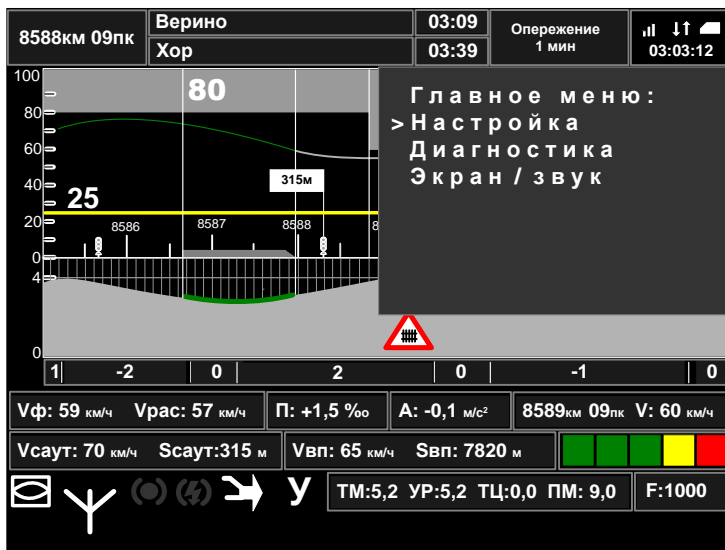 8588км 09пк
Верино
03:09
Хор
03:39
Опережение
1 мин
03:03:12
100
80
60
40
20
0
4
0
80
25
315м
8586
8587
8588
8
Главное меню:
>Настройка
Диагностика
Экран/звук
1 -2 0 2 0 -1 0
Vф: 59 км/ч Vрас: 57 км/ч
П: +1,5 %о
А: -0,1 м/с²
8589км 09пк V: 60 км/ч
Vсаут: 70 км/ч Sсаут:315 м
Vвп: 65 км/ч Sвп: 7820 м
У
ТМ:5,2 УР:5,2 ТЦ:0,0 ПМ: 9,0
F:1000